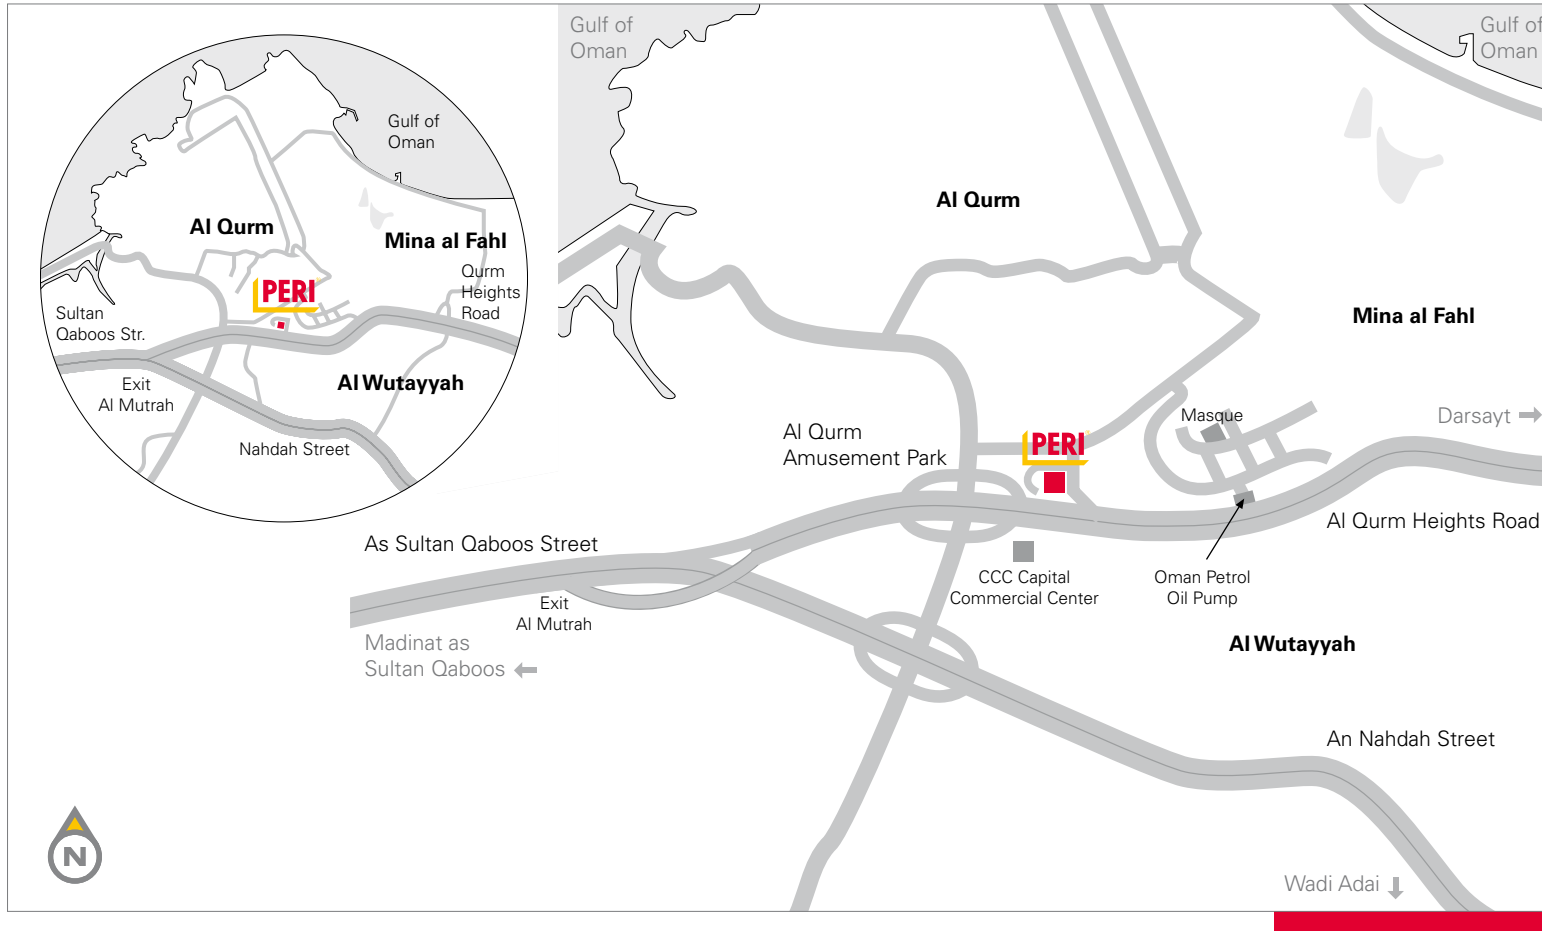 Gulf of
Oman
Al Qurm
Mina al Fahl
Qurm
Heights
Road
PERI
Sultan
Qaboos Str.
Exit
Al Mutrah
Al Wutayyah
Nahdah Street
Gulf of
Oman
Gulf of
Oman
Al Qurm
Mina al Fahl
Masque
Darsayt
Al Qurm
Amusement Park
PERI
Al Qurm Heights Road
As Sultan Qaboos Street
CCC Capital
Commercial Center
Oman Petrol
Oil Pump
Exit
Al Mutrah
Madinat as
Sultan Qaboos
Al Wutayyah
An Nahdah Street
Wadi Adai
N